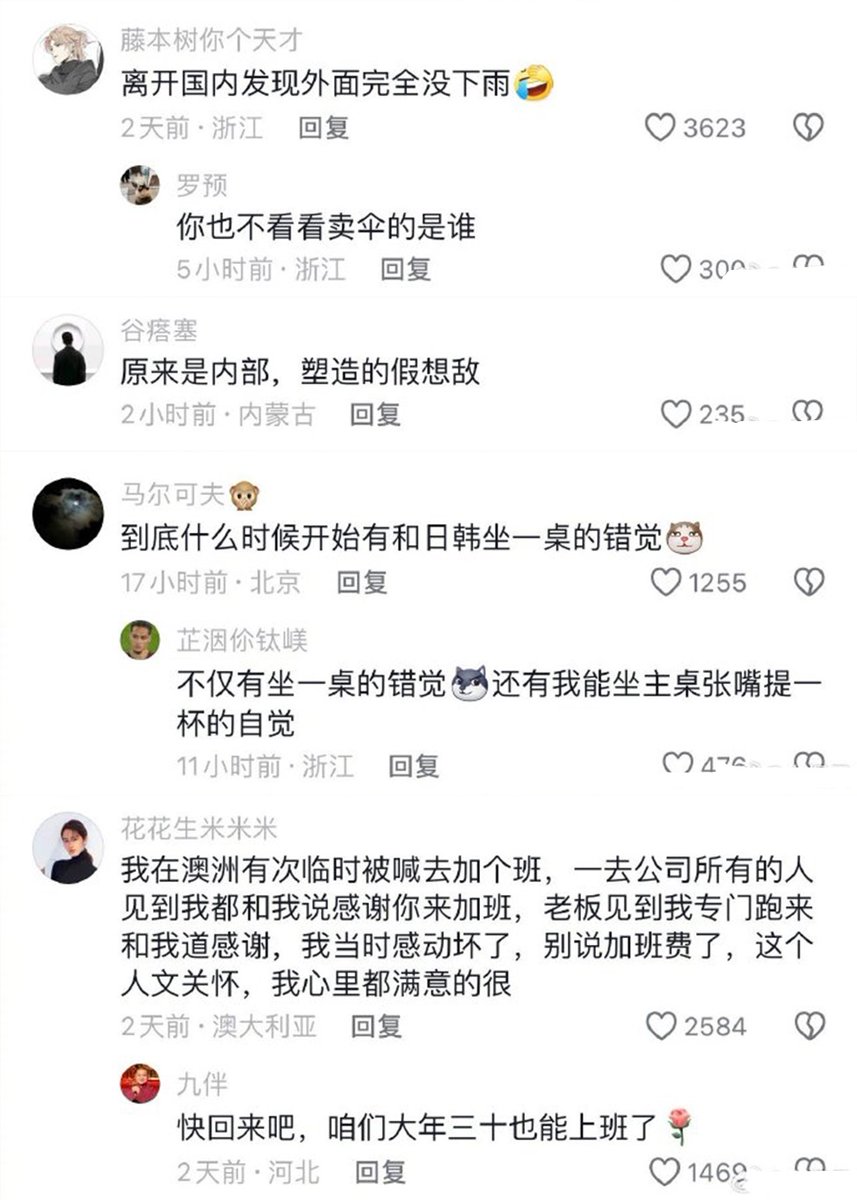 藤本树你个天才
离开国内发现外面完全没下雨🤣
2天前·浙江 回复 3623
罗预
你也不看看卖伞的是谁
5小时前·浙江 回复 300
谷瘩塞
原来是内部，塑造的假想敌
2小时前·内蒙古 回复 235
马尔可夫🙊
到底什么时候开始有和日韩坐一桌的错觉
17小时前·北京 回复 1255
芷洇伱钛嵄
不仅有坐一桌的错觉还有我能坐主桌张嘴提一
杯的自觉
11小时前·浙江 回复 476
花花生米米米
我在澳洲有次临时被喊去加个班，一去公司所有的人
见到我都和我说感谢你来加班，老板见到我专门跑来
和我道感谢，我当时感动坏了，别说加班费了，这个
人文关怀，我心里都满意的很
2天前·澳大利亚 回复 2584
九伴
快回来吧，咱们大年三十也能上班了🌹
2天前·河北 回复 1469